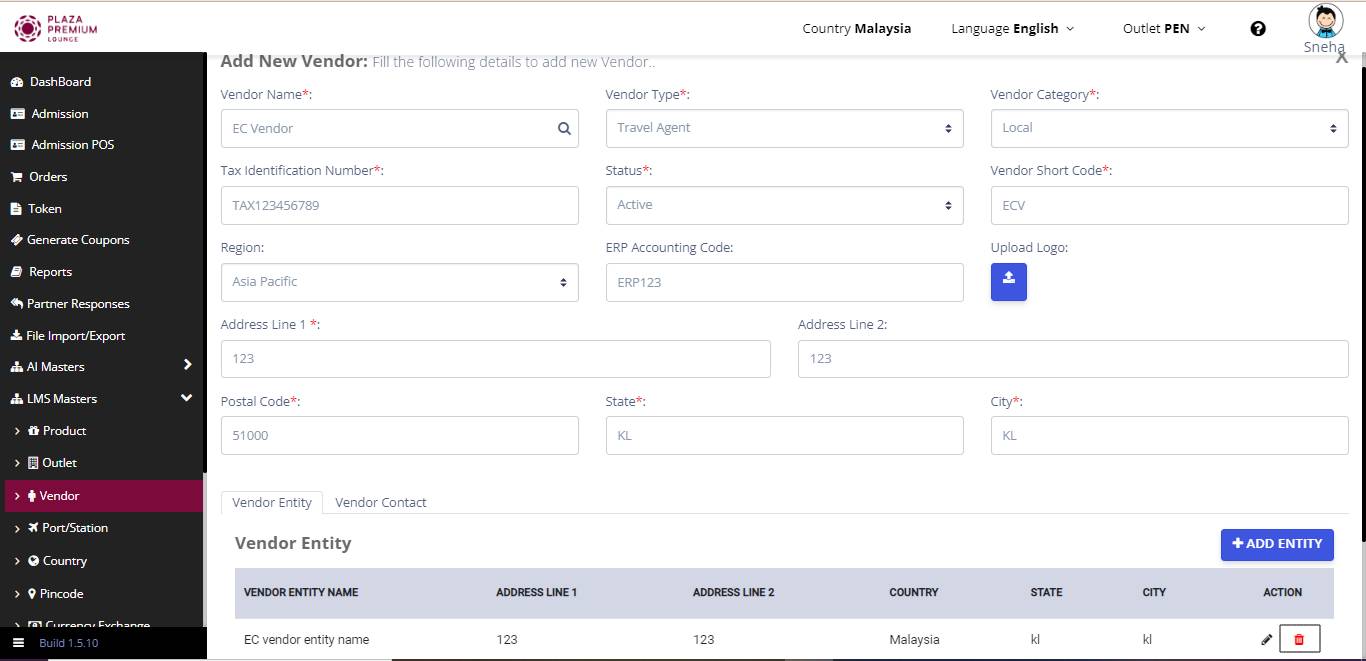 PLAZA
PREMIUM
LOUNGE
Country Malaysia
Language English
Outlet PEN
Sneha
X
DashBoard
Admission
Admission POS
Orders
Token
Generate Coupons
Reports
Partner Responses
File Import/Export
AI Masters
LMS Masters
Product
Outlet
Vendor
Port/Station
Country
Pincode
Currency Exchange
Build 1.5.10
Add New Vendor: Fill the following details to add new Vendor..
Vendor Name*: Vendor Type*: Vendor Category*:
EC Vendor Travel Agent Local
Tax Identification Number*: Status*: Vendor Short Code*:
TAX123456789 Active ECV
Region: ERP Accounting Code: Upload Logo:
Asia Pacific ERP123
Address Line 1 *: Address Line 2:
123 123
Postal Code*: State*: City*:
51000 KL KL
Vendor Entity Vendor Contact
Vendor Entity
+ ADD ENTITY
VENDOR ENTITY NAME ADDRESS LINE 1 ADDRESS LINE 2 COUNTRY STATE CITY ACTION
EC vendor entity name 123 123 Malaysia kl kl